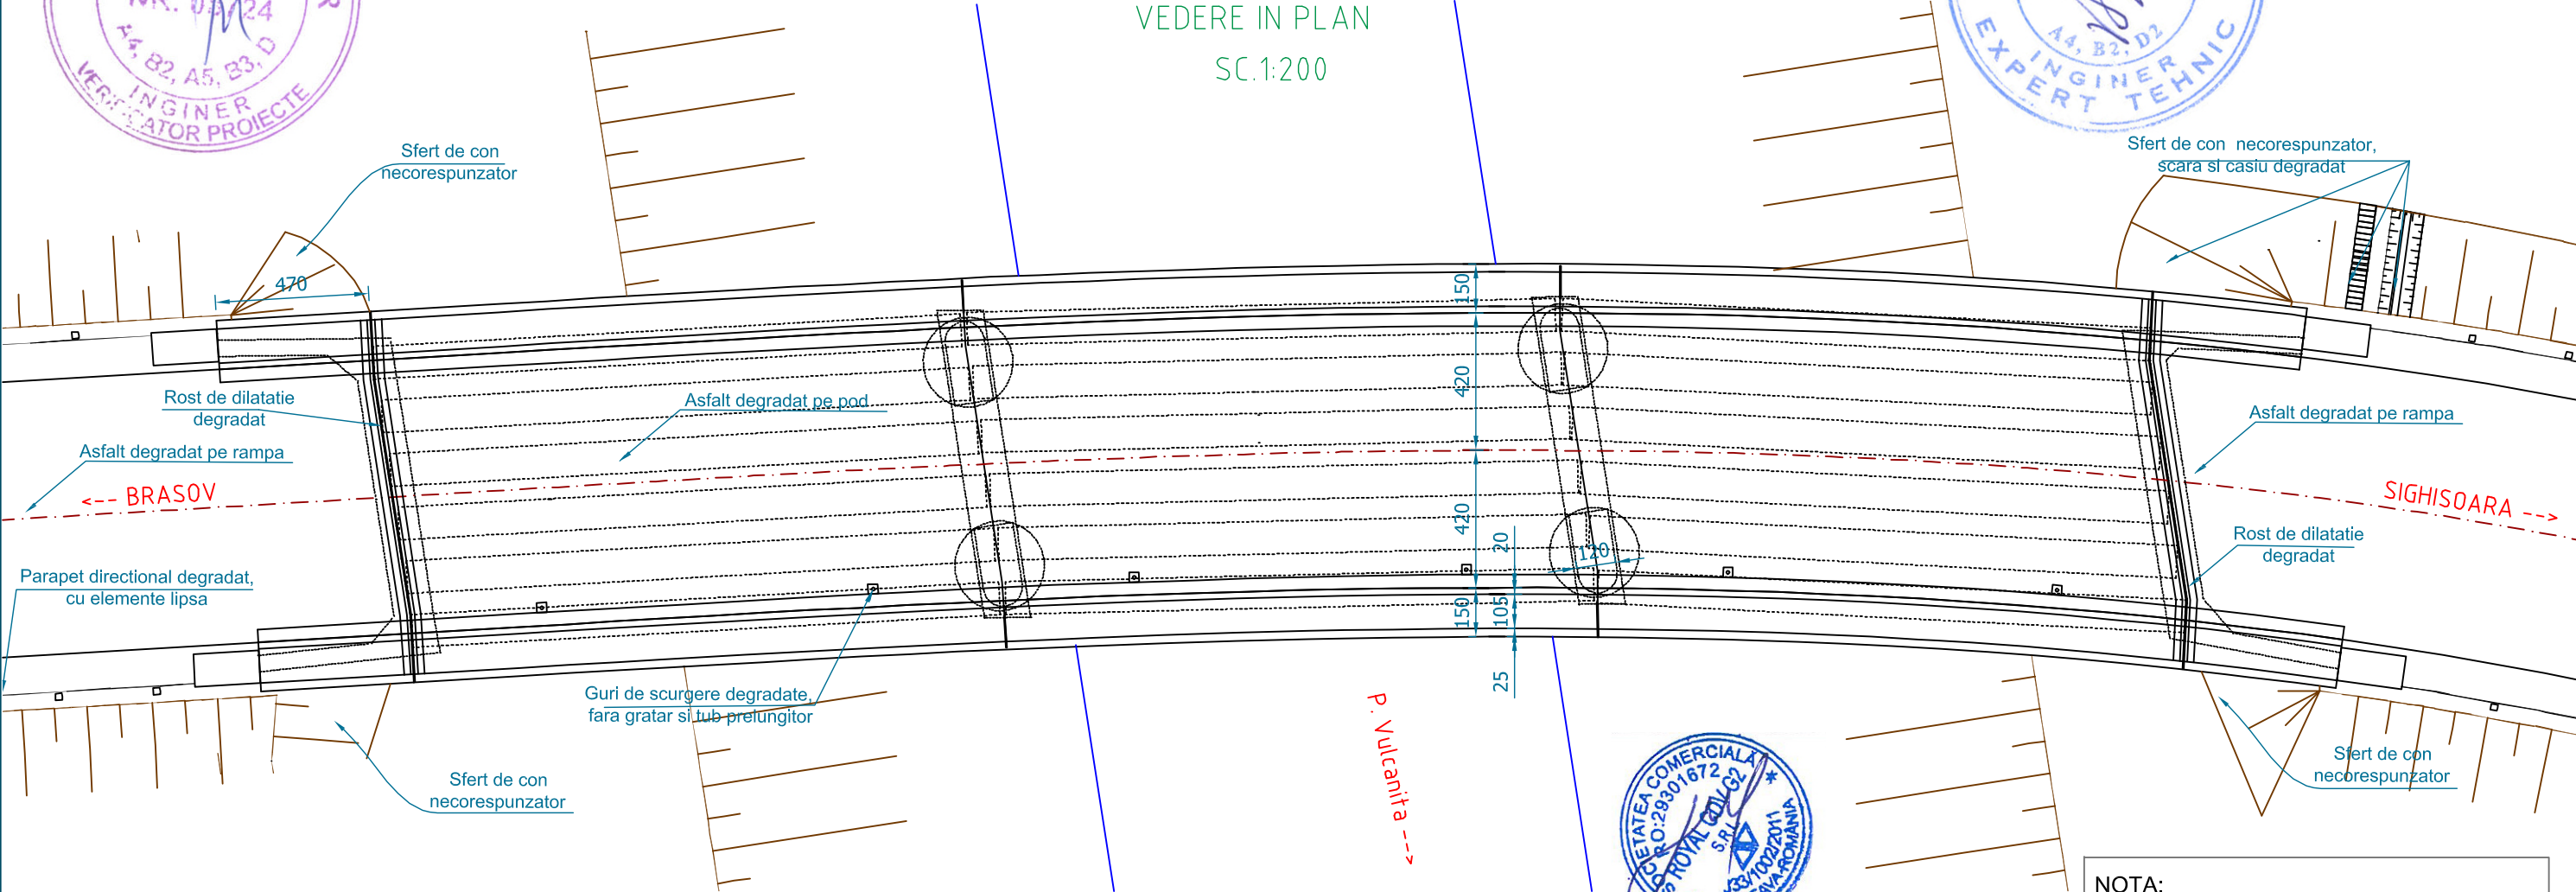 VEDERE IN PLAN
SC.1:200
A4, B2, A5, B3, D
INGINER
VERIFICATOR PROIECTE
A4, B2, D2
INGINER
EXPERT TEHNIC
Sfert de con
necorespunzator
Sfert de con necorespunzator,
scara si casiu degradat
470
150
Rost de dilatatie
degradat
Asfalt degradat pe pod
420
Asfalt degradat pe rampa
Asfalt degradat pe rampa
<-- BRASOV
SIGHISOARA -->
420
20
120
Rost de dilatatie
degradat
Parapet directional degradat,
cu elemente lipsa
150
105
25
Guri de scurgere degradate,
fara gratar si tub prelungitor
P. Vulcanita --->
Sfert de con
necorespunzator
Sfert de con
necorespunzator
RO:29301672
ROYAL
S.R.L.
NOTA: